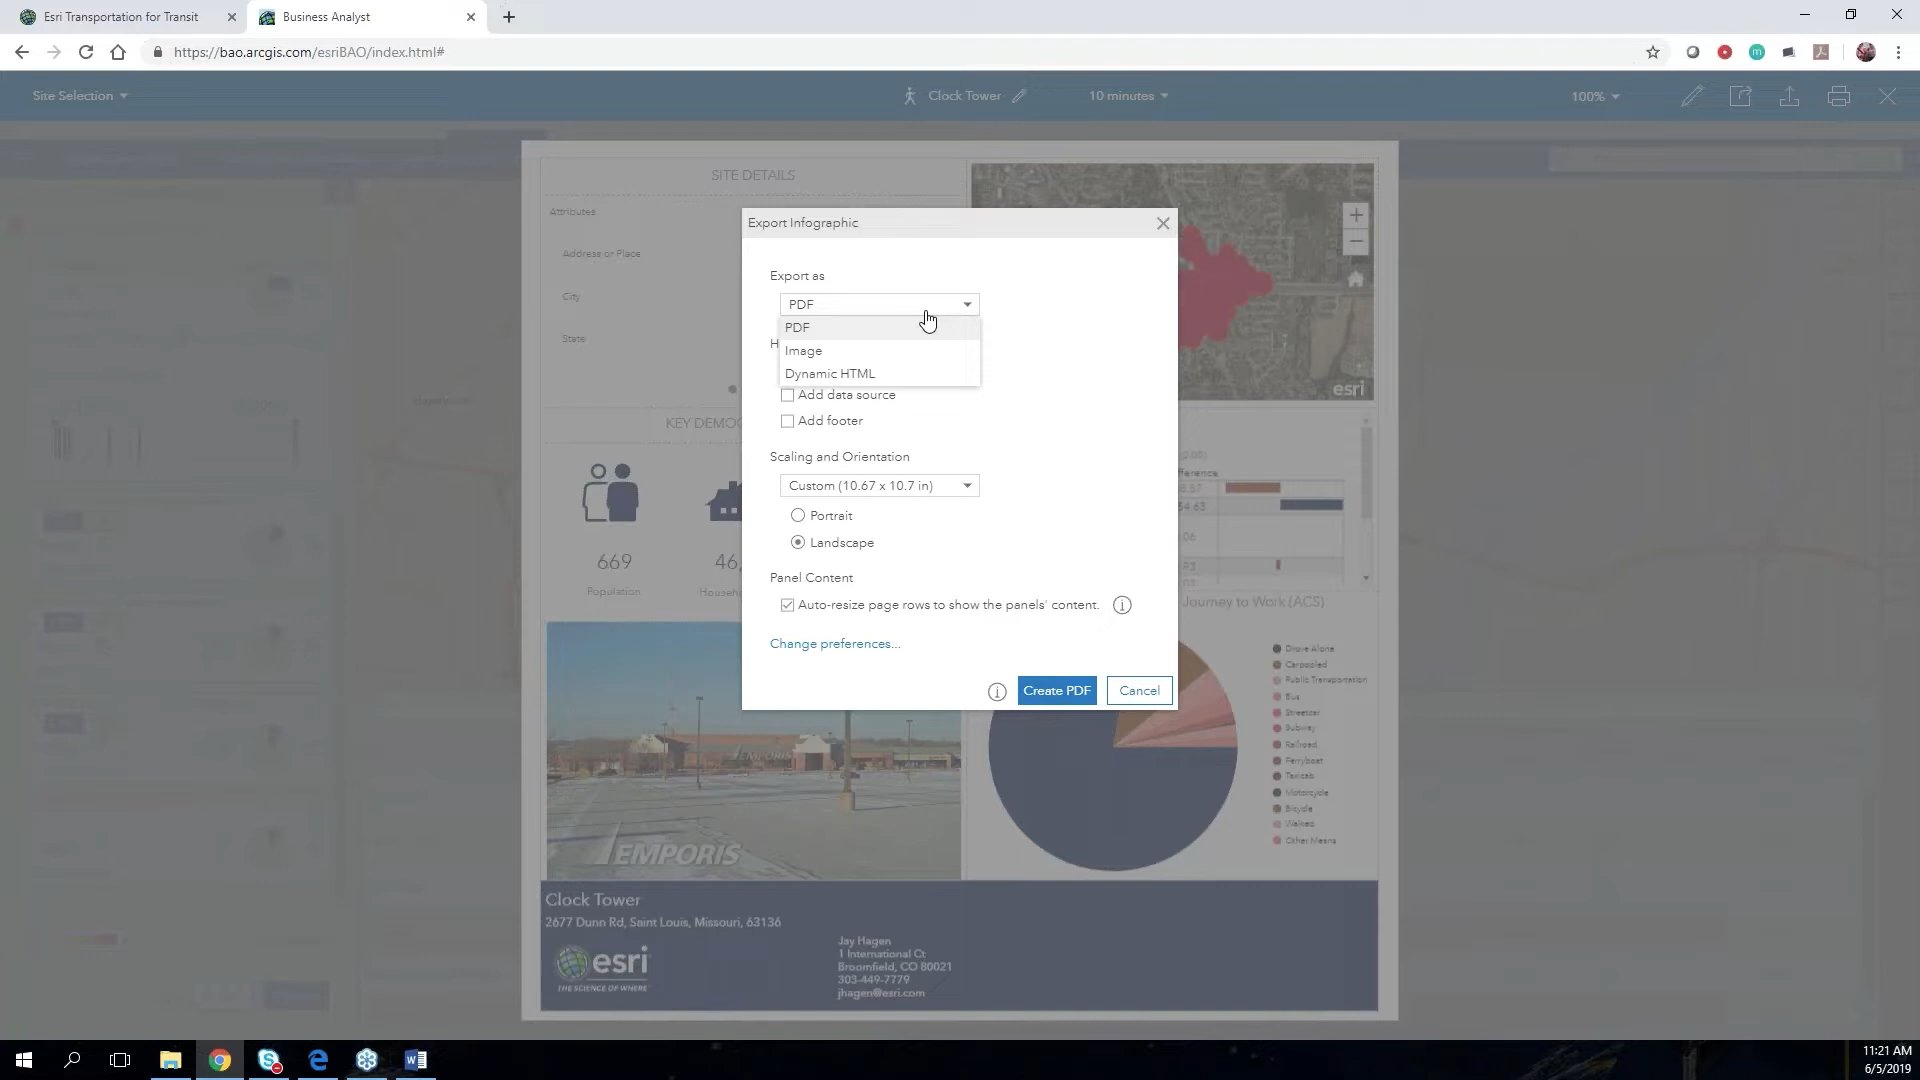 Esri Transportation for Transit
Business Analyst
https://bao.arcgis.com/esriBAO/index.html#
Site Selection
Clock Tower
10 minutes
100%
SITE DETAILS
Attributes
Address or Place
City
State
Export Infographic
Export as
PDF
PDF
Image
Dynamic HTML
Add data source
Add footer
Scaling and Orientation
Custom (10.67 x 10.7 in)
Portrait
Landscape
Panel Content
Auto-resize page rows to show the panels' content.
Change preferences...
Create PDF
Cancel
esri
669
Population
46,
Journey to Work (ACS)
Drove Alone
Carpooled
Public Transportation
Bus
Streetcar
Subway
Railroad
Ferryboat
Taxicab
Motorcycle
Bicycle
Walked
Other Means
EMPORIS
EMPORIS
Clock Tower
2677 Dunn Rd, Saint Louis, Missouri, 63136
esri
THE SCIENCE OF WHERE
Jay Hagen
1 International Ct
Broomfield, CO 80021
303-449-7779
jhagen@esri.com
11:21 AM
6/5/2019